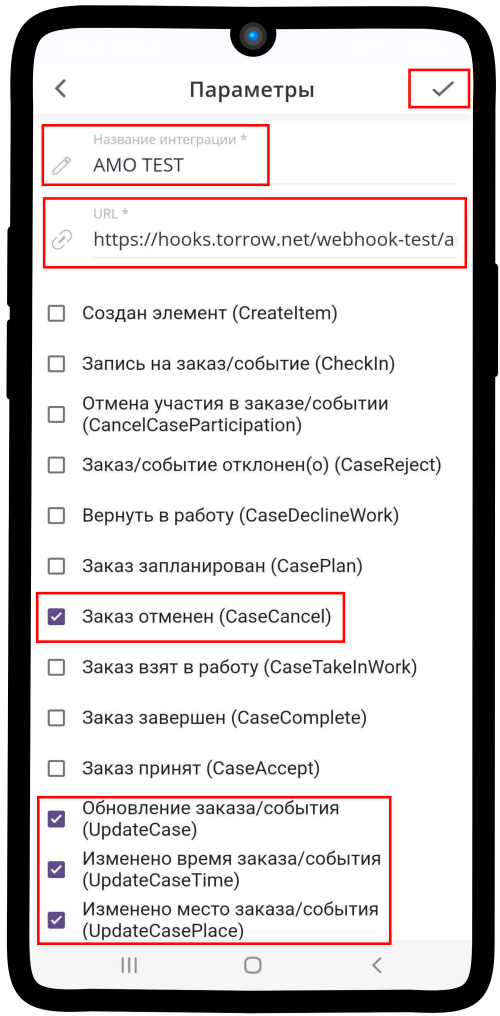 Параметры
Название интеграции *
AMO TEST
URL *
https://hooks.torrow.net/webhook-test/a
Создан элемент (CreateItem)
Запись на заказ/событие (CheckIn)
Отмена участия в заказе/событии
(CancelCaseParticipation)
Заказ/событие отклонен(о) (CaseReject)
Вернуть в работу (CaseDeclineWork)
Заказ запланирован (CasePlan)
Заказ отменен (CaseCancel)
Заказ взят в работу (CaseTakeInWork)
Заказ завершен (CaseComplete)
Заказ принят (CaseAccept)
Обновление заказа/события
(UpdateCase)
Изменено время заказа/события
(UpdateCaseTime)
Изменено место заказа/события
(UpdateCasePlace)